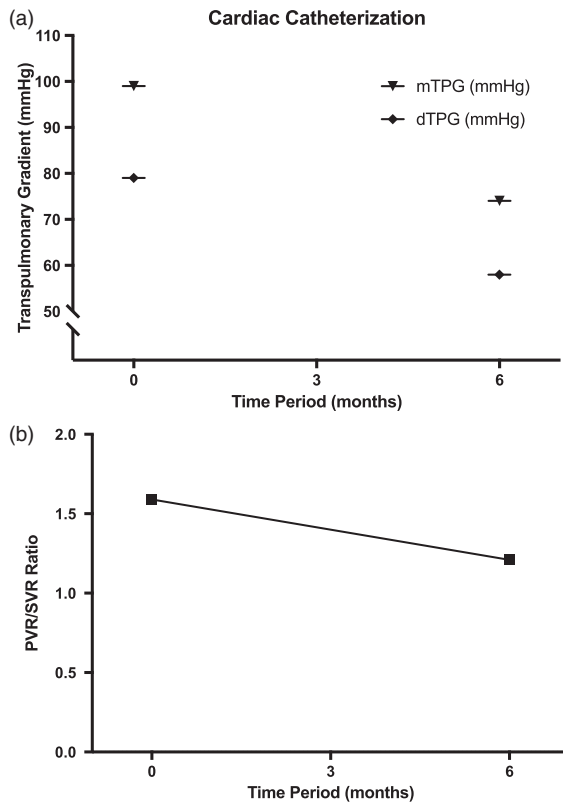 (a)
Cardiac Catheterization
Transpulmonary Gradient (mmHg)
110
100
90
80
70
60
50
mTPG (mmHg)
dTPG (mmHg)
0 3 6
Time Period (months)
(b)
PVR/SVR Ratio
2.0
1.5
1.0
0.5
0.0
0 3 6
Time Period (months)